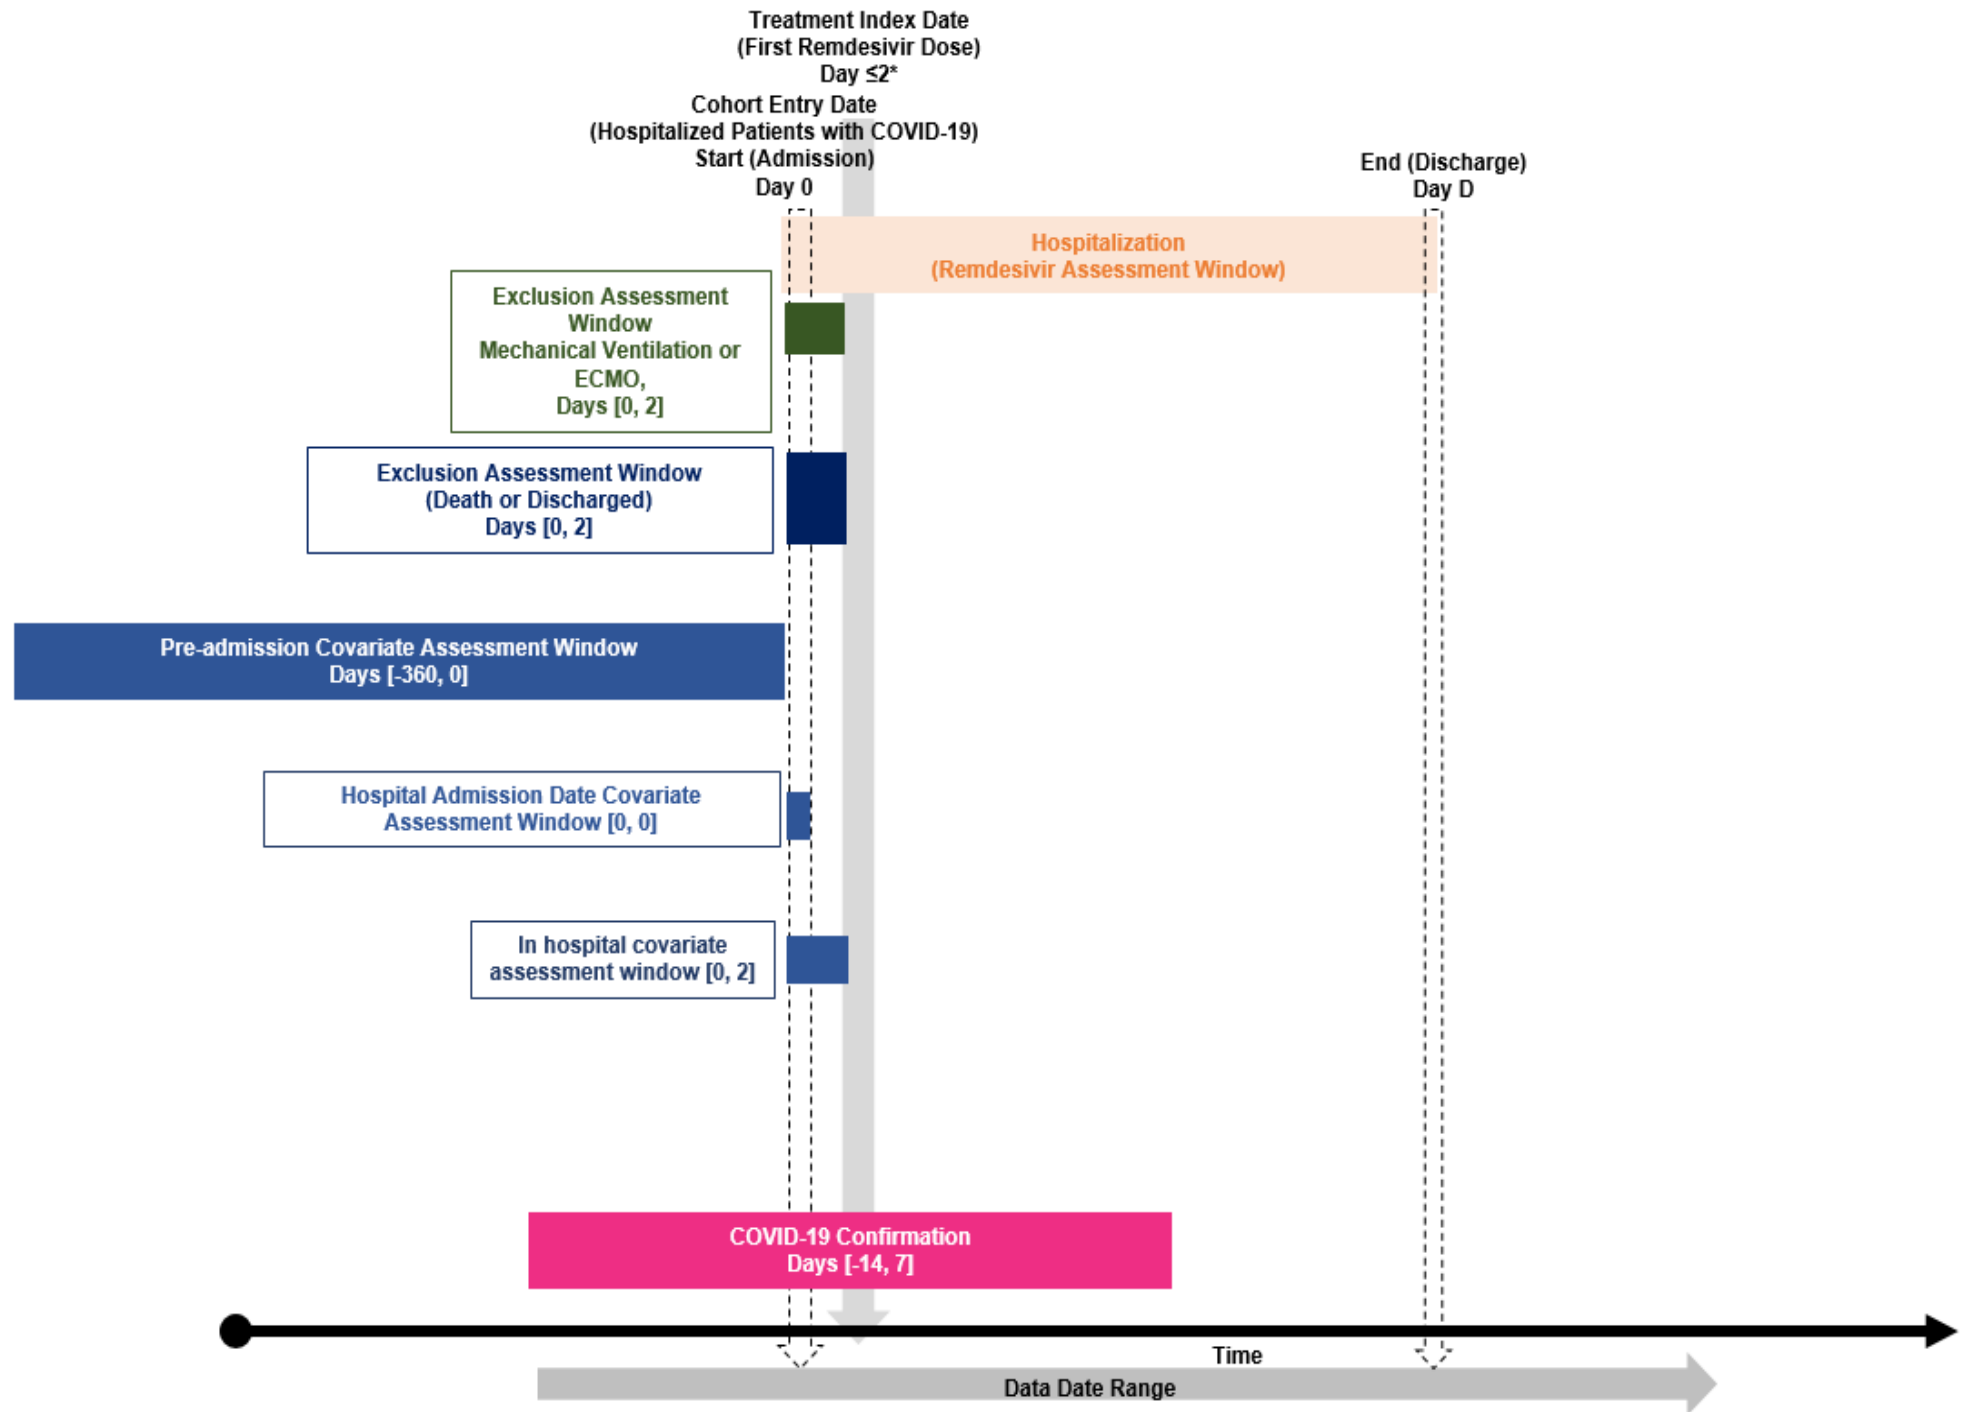 Treatment Index Date
(First Remdesivir Dose)
Day ≤2*
Cohort Entry Date
(Hospitalized Patients with COVID-19)
Start (Admission)
Day 0
End (Discharge)
Day D
Hospitalization
(Remdesivir Assessment Window)
Exclusion Assessment
Window
Mechanical Ventilation or
ECMO,
Days [0, 2]
Exclusion Assessment Window
(Death or Discharged)
Days [0, 2]
Pre-admission Covariate Assessment Window
Days [-360, 0]
Hospital Admission Date Covariate
Assessment Window [0, 0]
In hospital covariate
assessment window [0, 2]
COVID-19 Confirmation
Days [-14, 7]
Time
Data Date Range